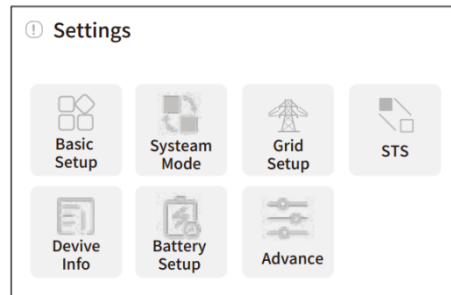 Settings
Basic
Setup
Systeam
Mode
Grid
Setup
STS
Devive
Info
Battery
Setup
Advance